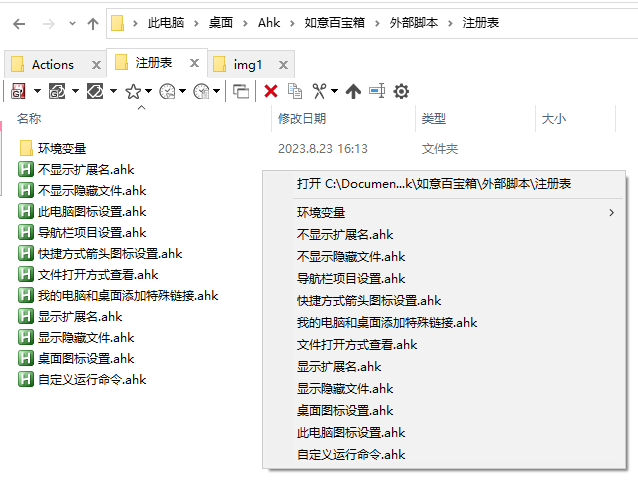 此电脑 > 桌面 > Ahk > 如意百宝箱 > 外部脚本 > 注册表
Actions 注册表 img1
名称 修改日期 类型 大小
环境变量 2023.8.23 16:13 文件夹
不显示扩展名.ahk
不显示隐藏文件.ahk
此电脑图标设置.ahk
导航栏项目设置.ahk
快捷方式箭头图标设置.ahk
文件打开方式查看.ahk
我的电脑和桌面添加特殊链接.ahk
显示扩展名.ahk
显示隐藏文件.ahk
桌面图标设置.ahk
自定义运行命令.ahk
打开 C:\Documen...k\如意百宝箱\外部脚本\注册表
环境变量
不显示扩展名.ahk
不显示隐藏文件.ahk
导航栏项目设置.ahk
快捷方式箭头图标设置.ahk
我的电脑和桌面添加特殊链接.ahk
文件打开方式查看.ahk
显示扩展名.ahk
显示隐藏文件.ahk
桌面图标设置.ahk
此电脑图标设置.ahk
自定义运行命令.ahk